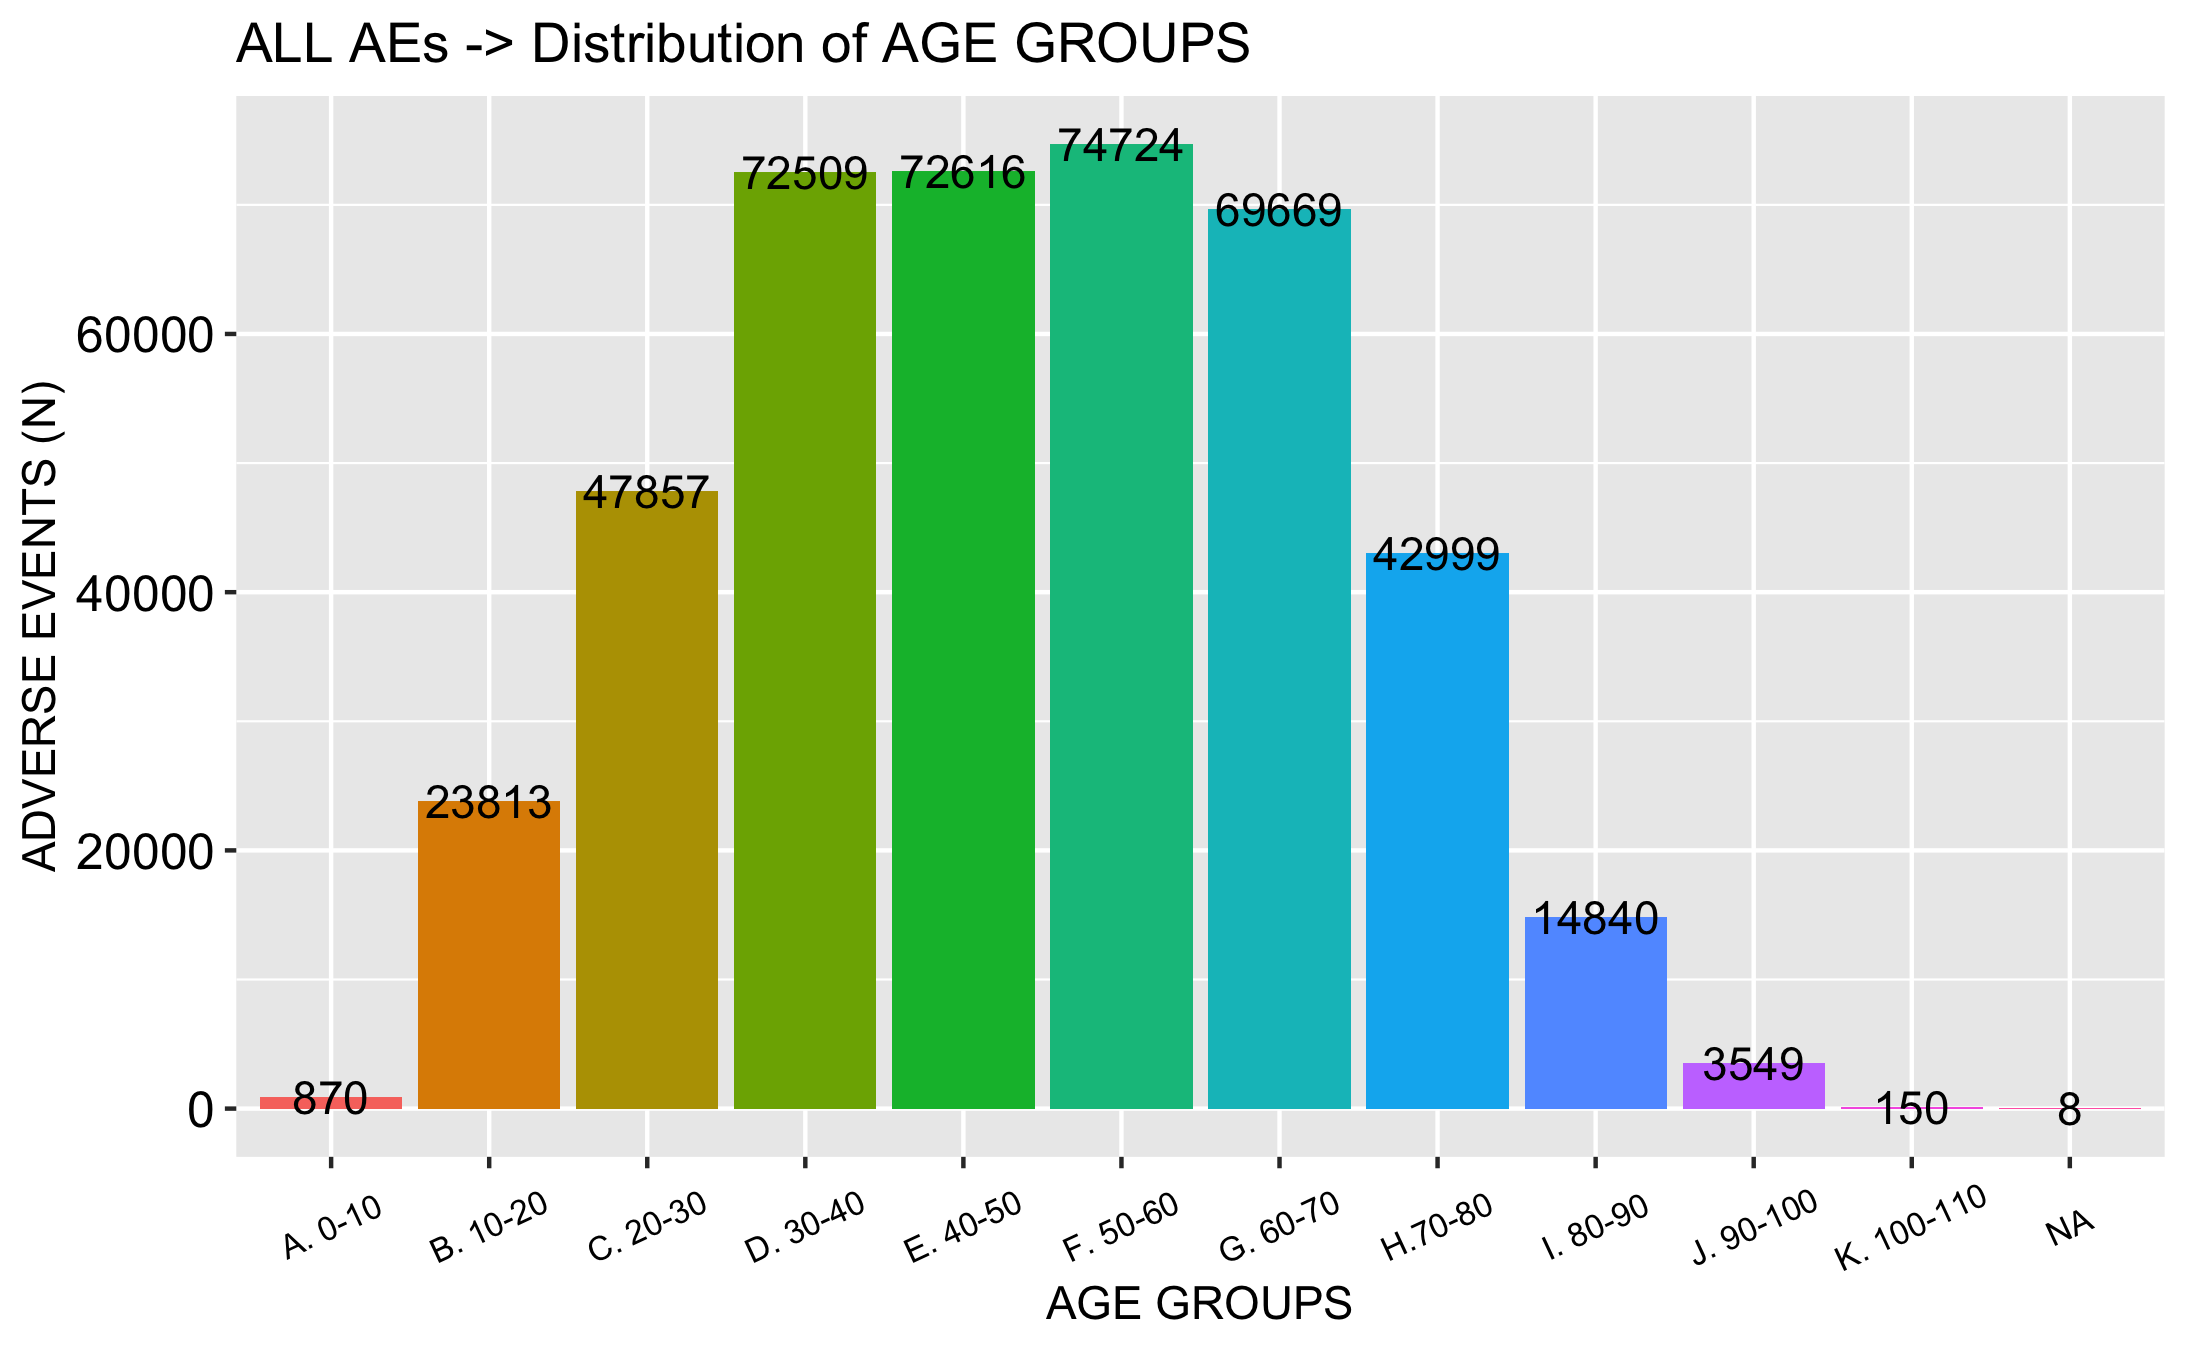 ALL AEs -> Distribution of AGE GROUPS
ADVERSE EVENTS (N)
60000
40000
20000
0
870
23813
47857
72509
72616
74724
69669
42999
14840
3549
150
8
A. 0-10
B. 10-20
C. 20-30
D. 30-40
E. 40-50
F. 50-60
G. 60-70
H.70-80
I. 80-90
J. 90-100
K. 100-110
NA
AGE GROUPS